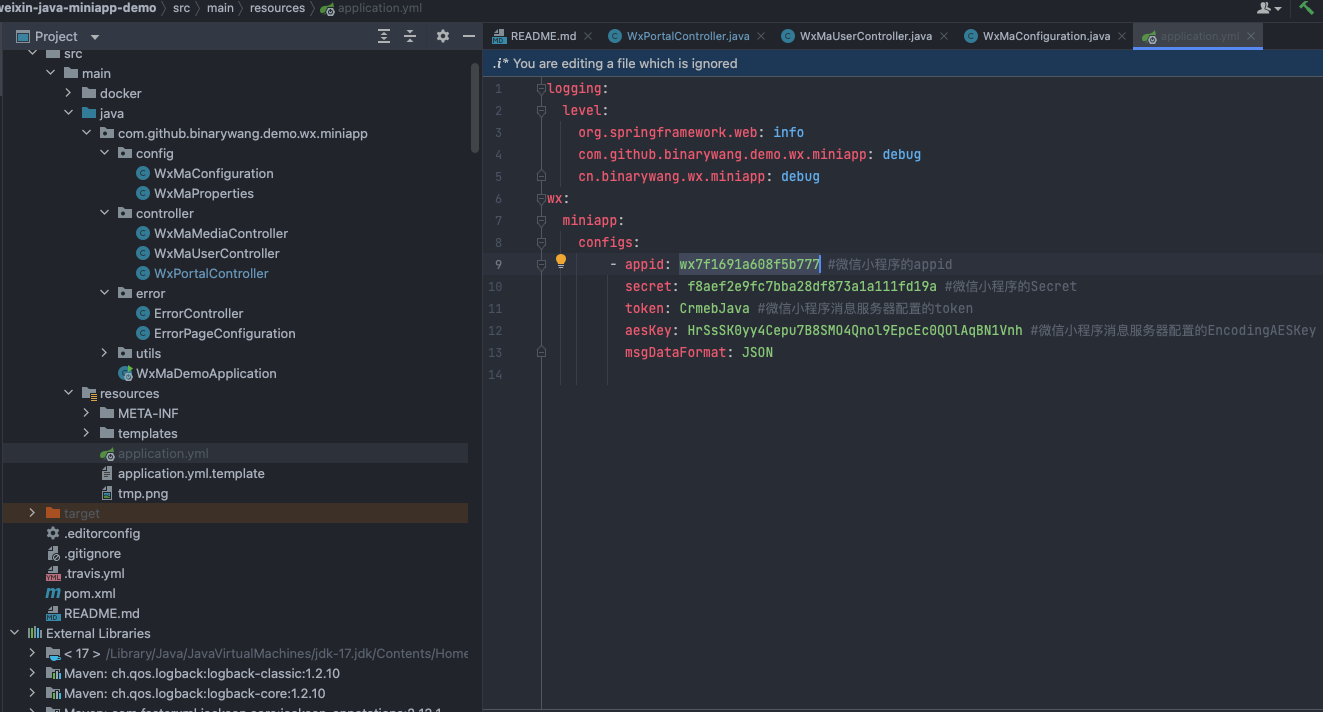 weixin-java-miniapp-demo > src > main > resources > application.yml
Project
README.md
WxPortalController.java
WxMaUserController.java
WxMaConfiguration.java
application.yml
src
main
docker
java
com.github.binarywang.demo.wx.miniapp
config
WxMaConfiguration
WxMaProperties
controller
WxMaMediaController
WxMaUserController
WxPortalController
error
ErrorController
ErrorPageConfiguration
utils
WxMaDemoApplication
resources
META-INF
templates
application.yml
application.yml.template
tmp.png
target
.editorconfig
.gitignore
.travis.yml
pom.xml
README.md
External Libraries
< 17 > /Library/Java/JavaVirtualMachines/jdk-17.jdk/Contents/Home
Maven: ch.qos.logback:logback-classic:1.2.10
Maven: ch.qos.logback:logback-core:1.2.10
.i* You are editing a file which is ignored
1 logging:
2 level:
3 org.springframework.web: info
4 com.github.binarywang.demo.wx.miniapp: debug
5 cn.binarywang.wx.miniapp: debug
6 wx:
7 miniapp:
8 configs:
9 - appid: wx7f1691a608f5b777 #微信小程序的appid
10 secret: f8aef2e9fc7bba28df873a1a111fd19a #微信小程序的Secret
11 token: CrmebJava #微信小程序消息服务器配置的token
12 aesKey: HrSsSK0yy4Cepu7B8SMO4Qnol9EpcEc0QOlAqBN1Vnh #微信小程序消息服务器配置的EncodingAESKey
13 msgDataFormat: JSON
14